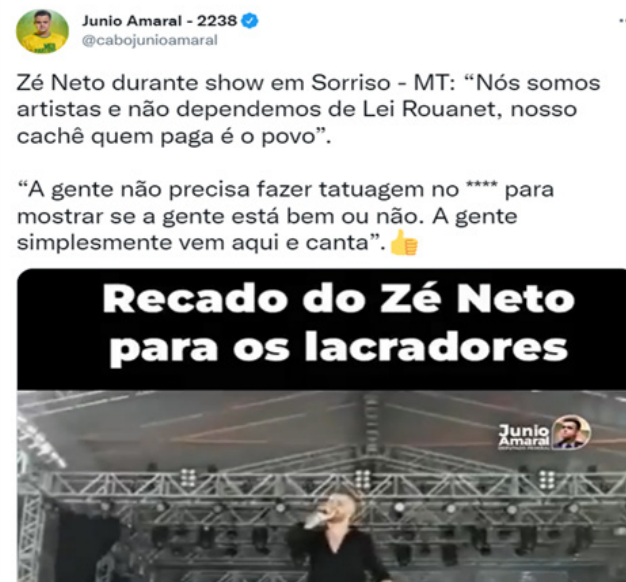 Junio Amaral - 2238
@cabojunioamaral
Zé Neto durante show em Sorriso - MT: “Nós somos
artistas e não dependemos de Lei Rouanet, nosso
cachê quem paga é o povo”.
“A gente não precisa fazer tatuagem no **** para
mostrar se a gente está bem ou não. A gente
simplesmente vem aqui e canta”.👍
Recado do Zé Neto
para os lacradores
Junio
Amaral